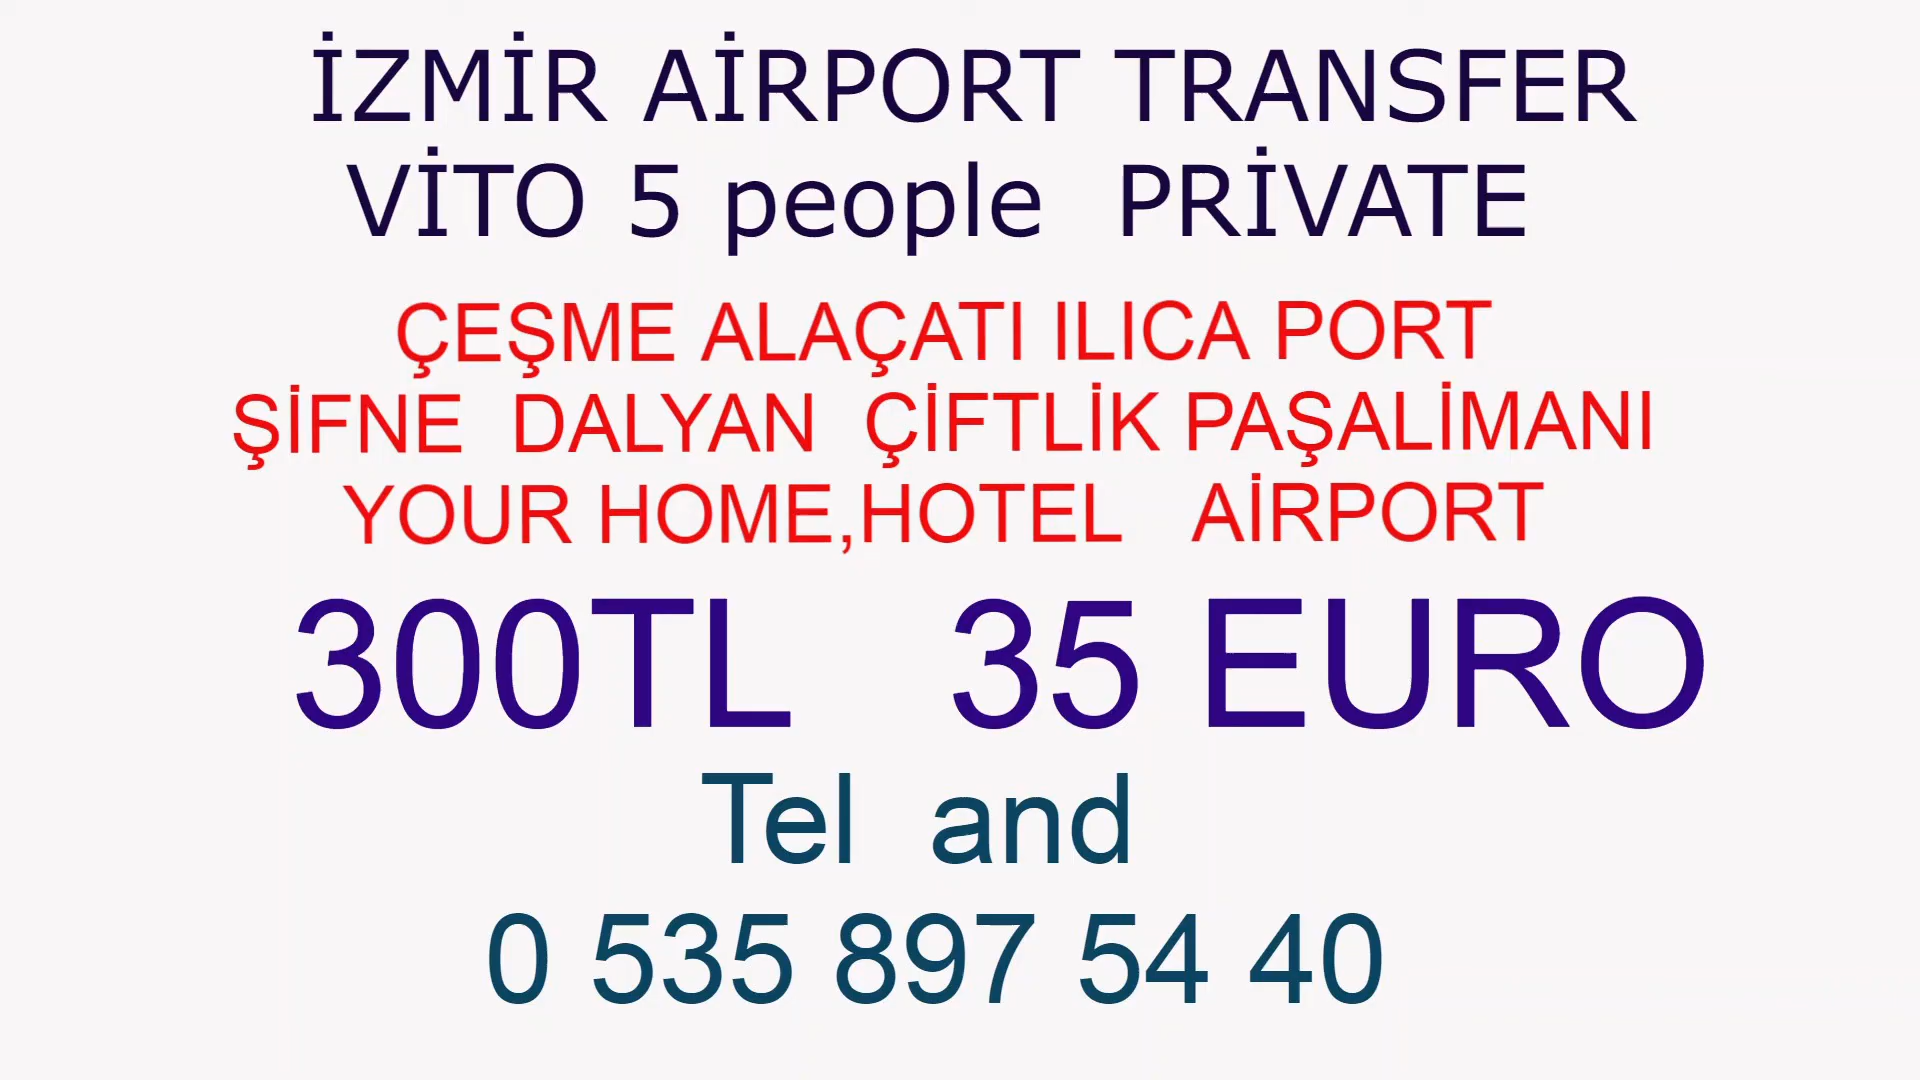 İZMİR AİRPORT TRANSFER
VİTO 5 people PRİVATE
ÇEŞME ALAÇATI ILICA PORT
ŞİFNE DALYAN ÇİFTLİK PAŞALİMANI
YOUR HOME,HOTEL AİRPORT
300TL 35 EURO
Tel and
0 535 897 54 40